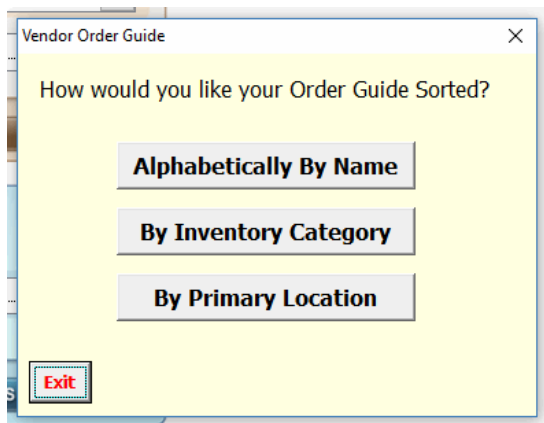 Vendor Order Guide
How would you like your Order Guide Sorted?
Alphabetically By Name
By Inventory Category
By Primary Location
Exit